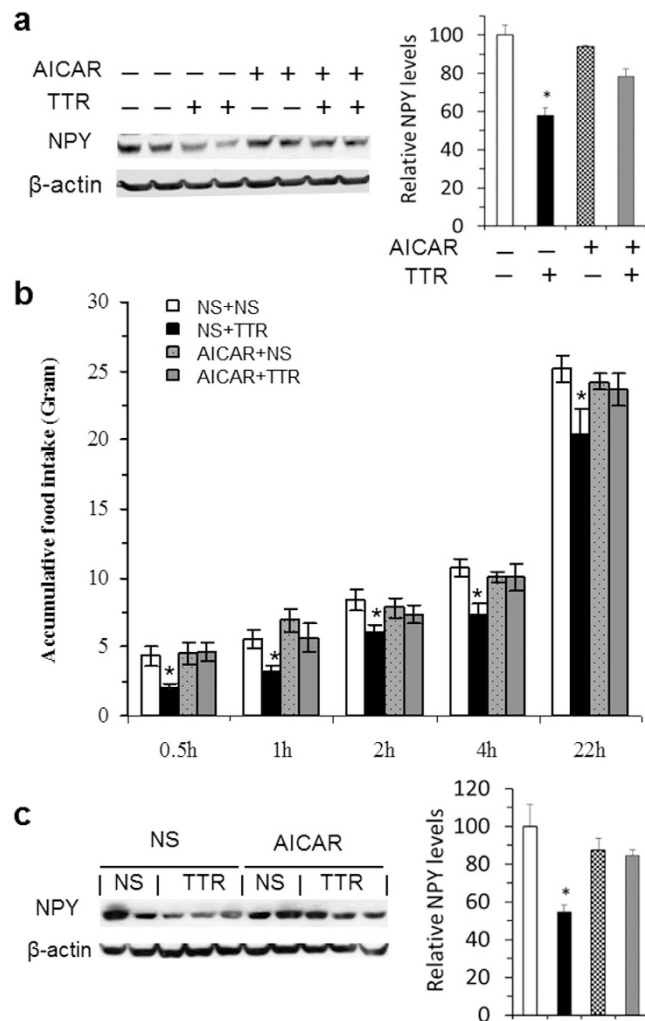 a
AICAR − − − − + + + +
TTR − − + + − − + +
NPY
β-actin
Relative NPY levels
100
80
60
40
20
0
*
AICAR − − + +
TTR − + − +
b
Accumulative food intake (Gram)
30
25
20
15
10
5
0
NS+NS
NS+TTR
AICAR+NS
AICAR+TTR
* * * * *
0.5h 1h 2h 4h 22h
c
NS AICAR
| NS | TTR | NS | TTR |
NPY
β-actin
Relative NPY levels
120
100
80
60
40
20
0
*